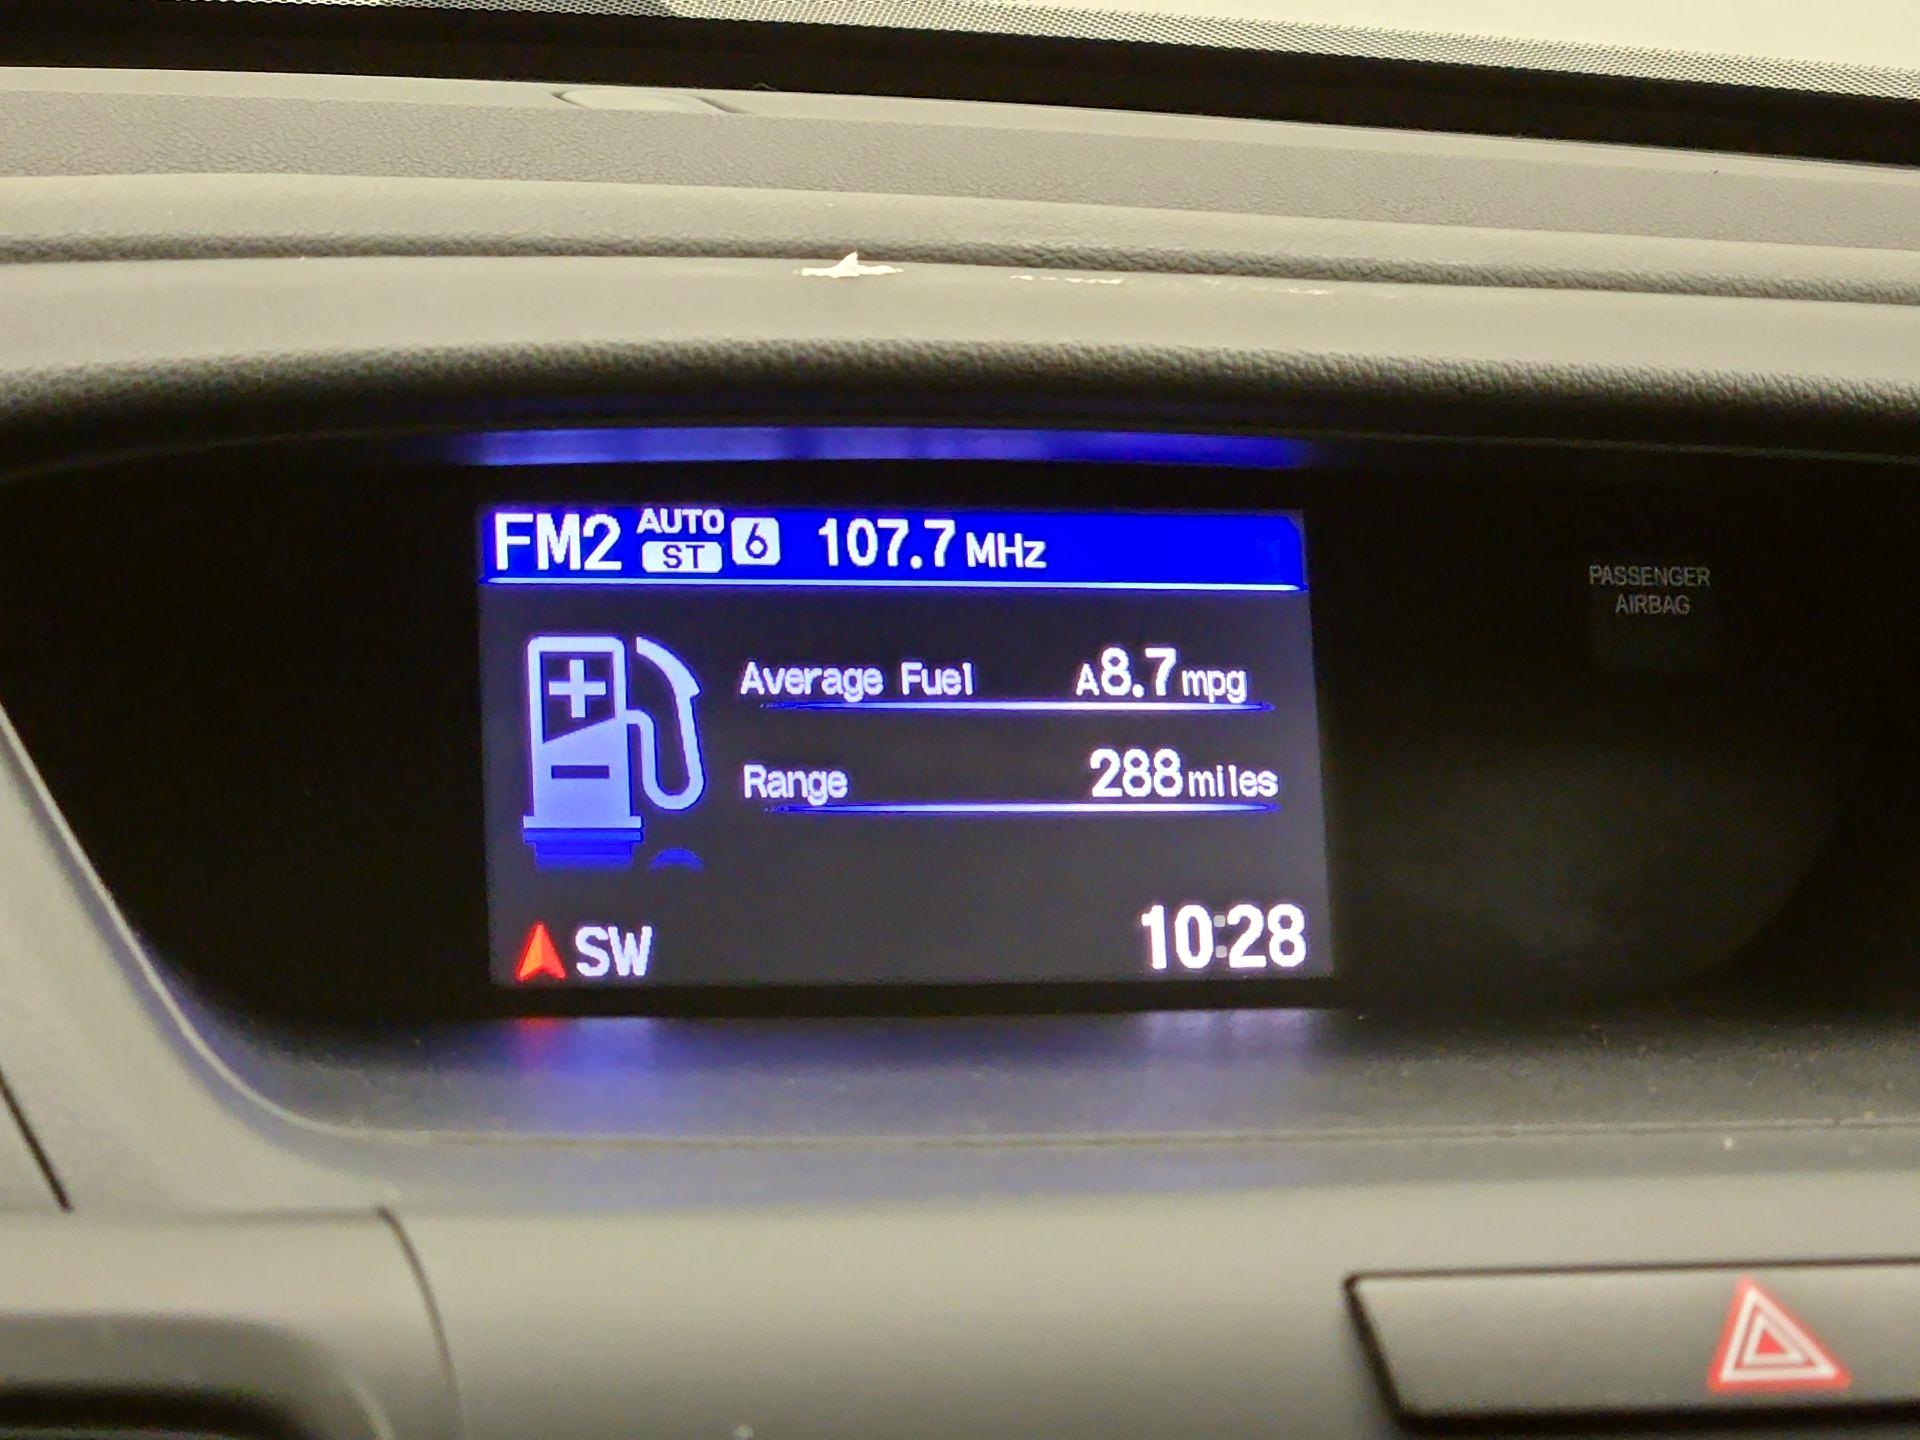 FM2 AUTO ST 6 107.7 MHz
PASSENGER
AIRBAG
Average Fuel A8.7 mpg
Range 288 miles
SW 10:28